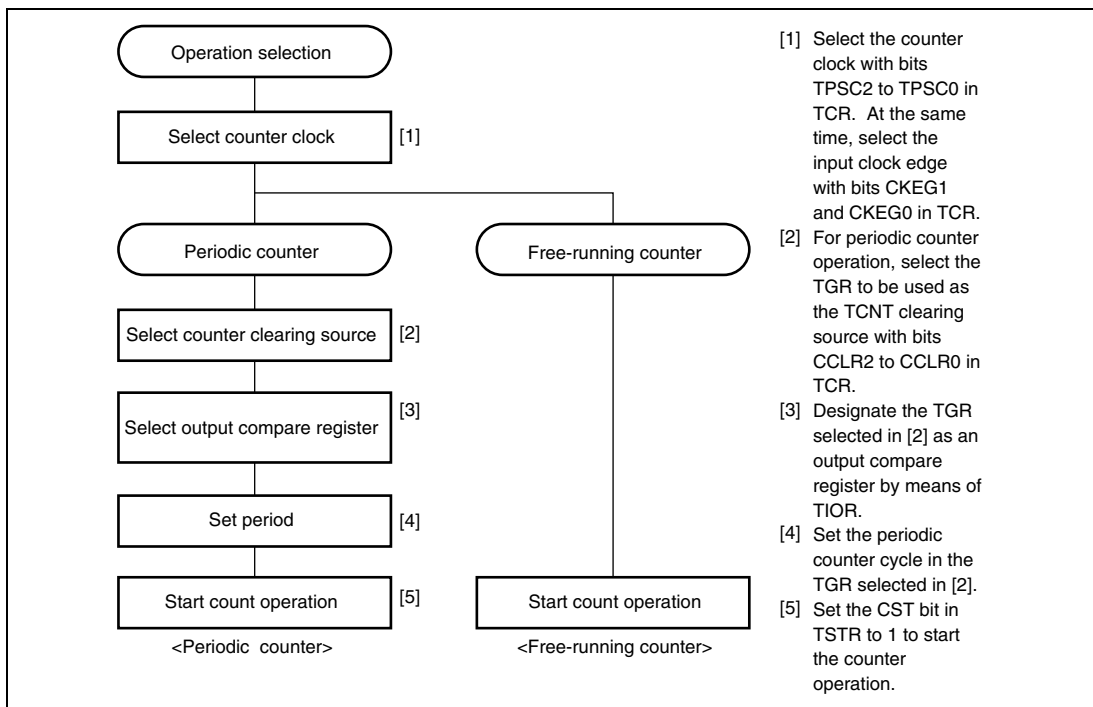 Operation selection
Select counter clock
[1]
Periodic counter
Free-running counter
Select counter clearing source
[2]
Select output compare register
[3]
Set period
[4]
Start count operation
[5]
Start count operation
<Periodic counter>
<Free-running counter>
[1] Select the counter
clock with bits
TPSC2 to TPSC0 in
TCR. At the same
time, select the
input clock edge
with bits CKEG1
and CKEG0 in TCR.
[2] For periodic counter
operation, select the
TGR to be used as
the TCNT clearing
source with bits
CCLR2 to CCLR0 in
TCR.
[3] Designate the TGR
selected in [2] as an
output compare
register by means of
TIOR.
[4] Set the periodic
counter cycle in the
TGR selected in [2].
[5] Set the CST bit in
TSTR to 1 to start
the counter
operation.